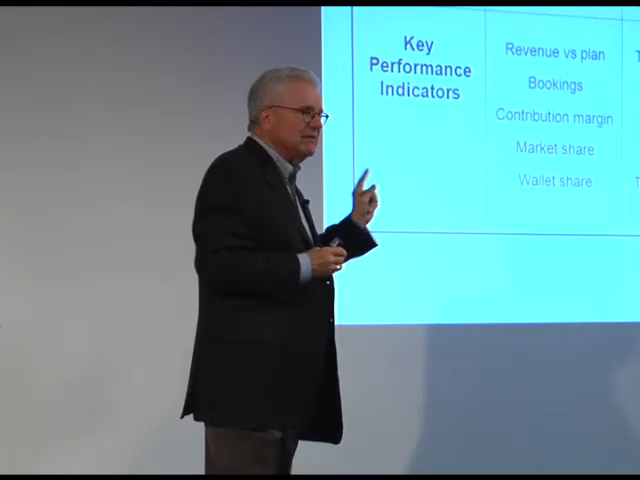 Key
Performance
Indicators
Revenue vs plan
Bookings
Contribution margin
Market share
Wallet share